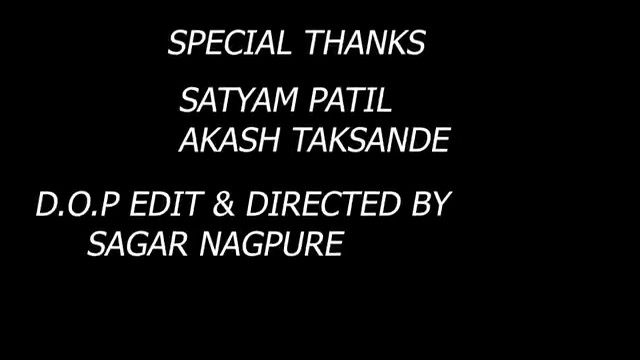 SPECIAL THANKS
SATYAM PATIL
AKASH TAKSANDE
D.O.P EDIT & DIRECTED BY
SAGAR NAGPURE